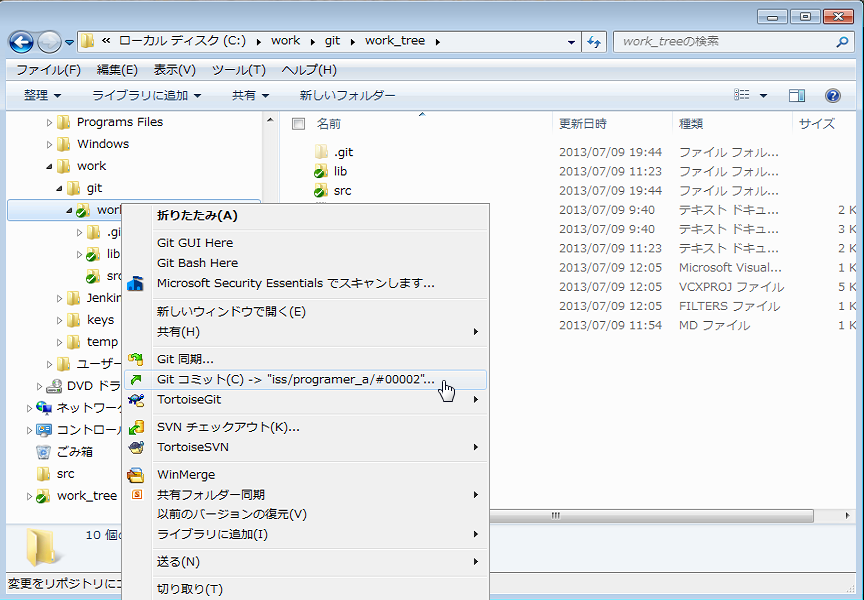 « ローカル ディスク (C:) ▸ work ▸ git ▸ work_tree ▸
work_treeの検索
ファイル(F) 編集(E) 表示(V) ツール(T) ヘルプ(H)
整理 ライブラリに追加 共有 新しいフォルダー
Programs Files
Windows
work
git
work
.gi
lib
src
Jenkin
keys
temp
ユーザー
DVD ドラ
ネットワーク
コントロール
ごみ箱
src
work_tree
名前 更新日時 種類 サイズ
.git 2013/07/09 19:44 ファイル フォル...
lib 2013/07/09 11:23 ファイル フォル...
src 2013/07/09 19:44 ファイル フォル...
2013/07/09 9:40 テキスト ドキュ... 2 K
2013/07/09 9:40 テキスト ドキュ... 3 K
2013/07/09 11:23 テキスト ドキュ... 2 K
2013/07/09 12:05 Microsoft Visual... 1 K
2013/07/09 12:05 VCXPROJ ファイル 5 K
2013/07/09 12:05 FILTERS ファイル 1 K
2013/07/09 11:54 MD ファイル 1 K
折りたたみ(A)
Git GUI Here
Git Bash Here
Microsoft Security Essentials でスキャンします...
新しいウィンドウで開く(E)
共有(H)
Git 同期...
Git コミット(C) -> "iss/programer_a/#00002"...
TortoiseGit
SVN チェックアウト(K)...
TortoiseSVN
WinMerge
共有フォルダー同期
以前のバージョンの復元(V)
ライブラリに追加(I)
送る(N)
切り取り(T)
10 個の
変更をリポジトリにコ